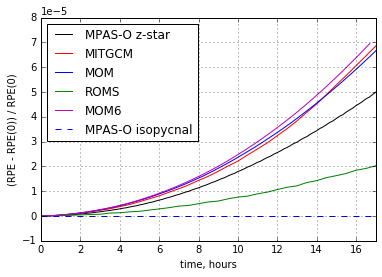 1e−5
8
7
6
5
4
3
2
1
0
−1
(RPE - RPE(0)) / RPE(0)
MPAS-O z-star
MITGCM
MOM
ROMS
MOM6
MPAS-O isopycnal
0 2 4 6 8 10 12 14 16
time, hours